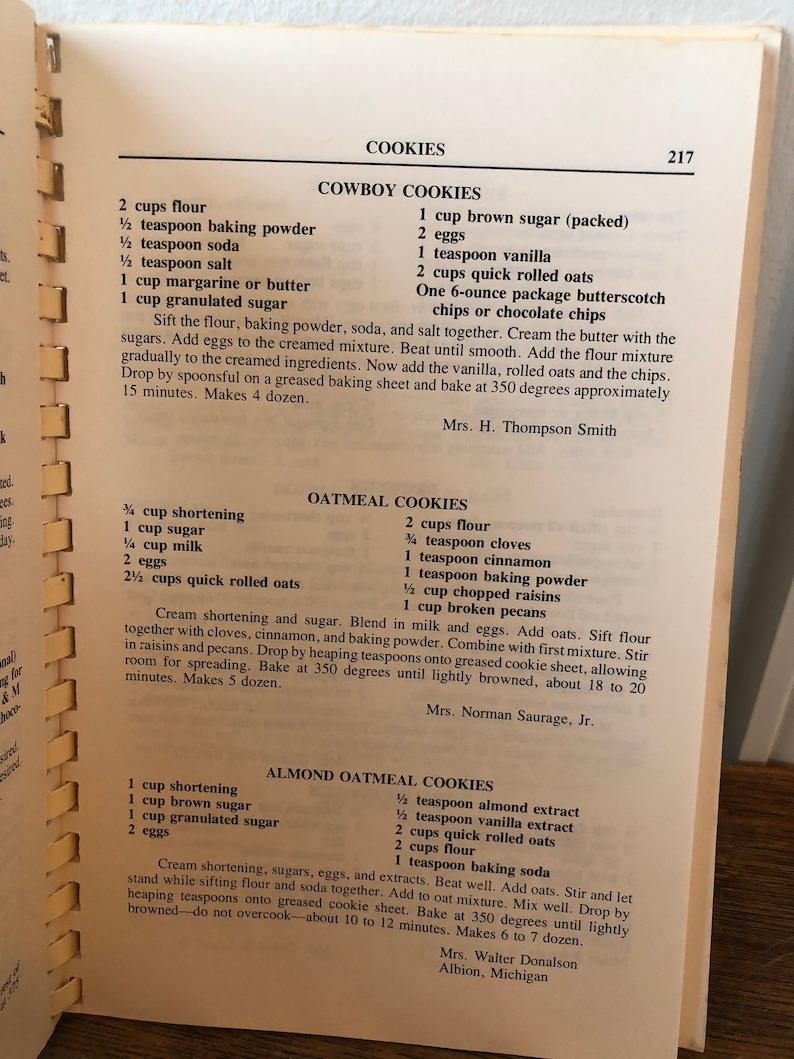 COOKIES
217
COWBOY COOKIES
2 cups flour
½ teaspoon baking powder
½ teaspoon soda
½ teaspoon salt
1 cup margarine or butter
1 cup granulated sugar
1 cup brown sugar (packed)
2 eggs
1 teaspoon vanilla
2 cups quick rolled oats
One 6-ounce package butterscotch
chips or chocolate chips
Sift the flour, baking powder, soda, and salt together. Cream the butter with the
sugars. Add eggs to the creamed mixture. Beat until smooth. Add the flour mixture
gradually to the creamed ingredients. Now add the vanilla, rolled oats and the chips.
Drop by spoonsful on a greased baking sheet and bake at 350 degrees approximately
15 minutes. Makes 4 dozen.
Mrs. H. Thompson Smith
OATMEAL COOKIES
¾ cup shortening
1 cup sugar
¼ cup milk
2 eggs
2½ cups quick rolled oats
2 cups flour
¾ teaspoon cloves
1 teaspoon cinnamon
1 teaspoon baking powder
½ cup chopped raisins
1 cup broken pecans
Cream shortening and sugar. Blend in milk and eggs. Add oats. Sift flour
together with cloves, cinnamon, and baking powder. Combine with first mixture. Stir
in raisins and pecans. Drop by heaping teaspoons onto greased cookie sheet, allowing
room for spreading. Bake at 350 degrees until lightly browned, about 18 to 20
minutes. Makes 5 dozen.
Mrs. Norman Saurage, Jr.
ALMOND OATMEAL COOKIES
1 cup shortening
1 cup brown sugar
1 cup granulated sugar
2 eggs
½ teaspoon almond extract
½ teaspoon vanilla extract
2 cups quick rolled oats
2 cups flour
1 teaspoon baking soda
Cream shortening, sugars, eggs, and extracts. Beat well. Add oats. Stir and let
stand while sifting flour and soda together. Add to oat mixture. Mix well. Drop by
heaping teaspoons onto greased cookie sheet. Bake at 350 degrees until lightly
browned—do not overcook—about 10 to 12 minutes. Makes 6 to 7 dozen.
Mrs. Walter Donalson
Albion, Michigan